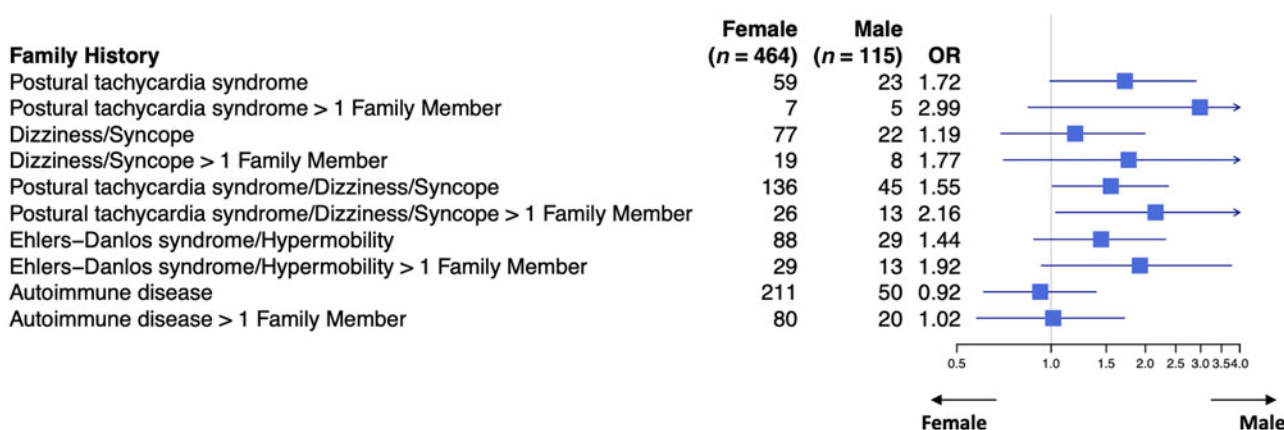 Female Male
Family History (n = 464) (n = 115) OR
Postural tachycardia syndrome 59 23 1.72
Postural tachycardia syndrome > 1 Family Member 7 5 2.99
Dizziness/Syncope 77 22 1.19
Dizziness/Syncope > 1 Family Member 19 8 1.77
Postural tachycardia syndrome/Dizziness/Syncope 136 45 1.55
Postural tachycardia syndrome/Dizziness/Syncope > 1 Family Member 26 13 2.16
Ehlers−Danlos syndrome/Hypermobility 88 29 1.44
Ehlers−Danlos syndrome/Hypermobility > 1 Family Member 29 13 1.92
Autoimmune disease 211 50 0.92
Autoimmune disease > 1 Family Member 80 20 1.02
0.5 1.0 1.5 2.0 2.5 3.0 3.5 4.0
Female Male